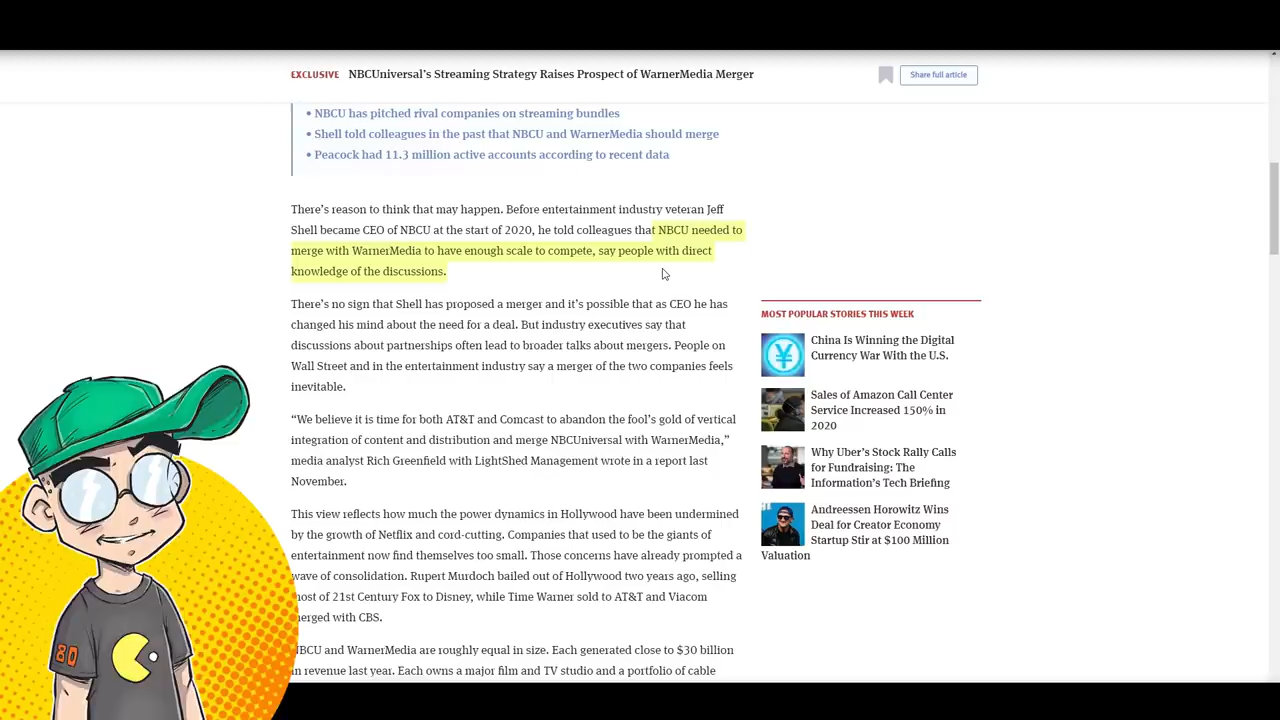 EXCLUSIVE NBCUniversal's Streaming Strategy Raises Prospect of WarnerMedia Merger
Share full article
• NBCU has pitched rival companies on streaming bundles
• Shell told colleagues in the past that NBCU and WarnerMedia should merge
• Peacock had 11.3 million active accounts according to recent data
There's reason to think that may happen. Before entertainment industry veteran Jeff
Shell became CEO of NBCU at the start of 2020, he told colleagues that NBCU needed to
merge with WarnerMedia to have enough scale to compete, say people with direct
knowledge of the discussions.
There's no sign that Shell has proposed a merger and it's possible that as CEO he has
changed his mind about the need for a deal. But industry executives say that
discussions about partnerships often lead to broader talks about mergers. People on
Wall Street and in the entertainment industry say a merger of the two companies feels
inevitable.
“We believe it is time for both AT&T and Comcast to abandon the fool's gold of vertical
integration of content and distribution and merge NBCUniversal with WarnerMedia,”
media analyst Rich Greenfield with LightShed Management wrote in a report last
November.
This view reflects how much the power dynamics in Hollywood have been undermined
by the growth of Netflix and cord-cutting. Companies that used to be the giants of
entertainment now find themselves too small. Those concerns have already prompted a
wave of consolidation. Rupert Murdoch bailed out of Hollywood two years ago, selling
most of 21st Century Fox to Disney, while Time Warner sold to AT&T and Viacom
merged with CBS.
NBCU and WarnerMedia are roughly equal in size. Each generated close to $30 billion
in revenue last year. Each owns a major film and TV studio and a portfolio of cable
MOST POPULAR STORIES THIS WEEK
China Is Winning the Digital
Currency War With the U.S.
Sales of Amazon Call Center
Service Increased 150% in
2020
Why Uber's Stock Rally Calls
for Fundraising: The
Information's Tech Briefing
Andreessen Horowitz Wins
Deal for Creator Economy
Startup Stir at $100 Million
Valuation
80